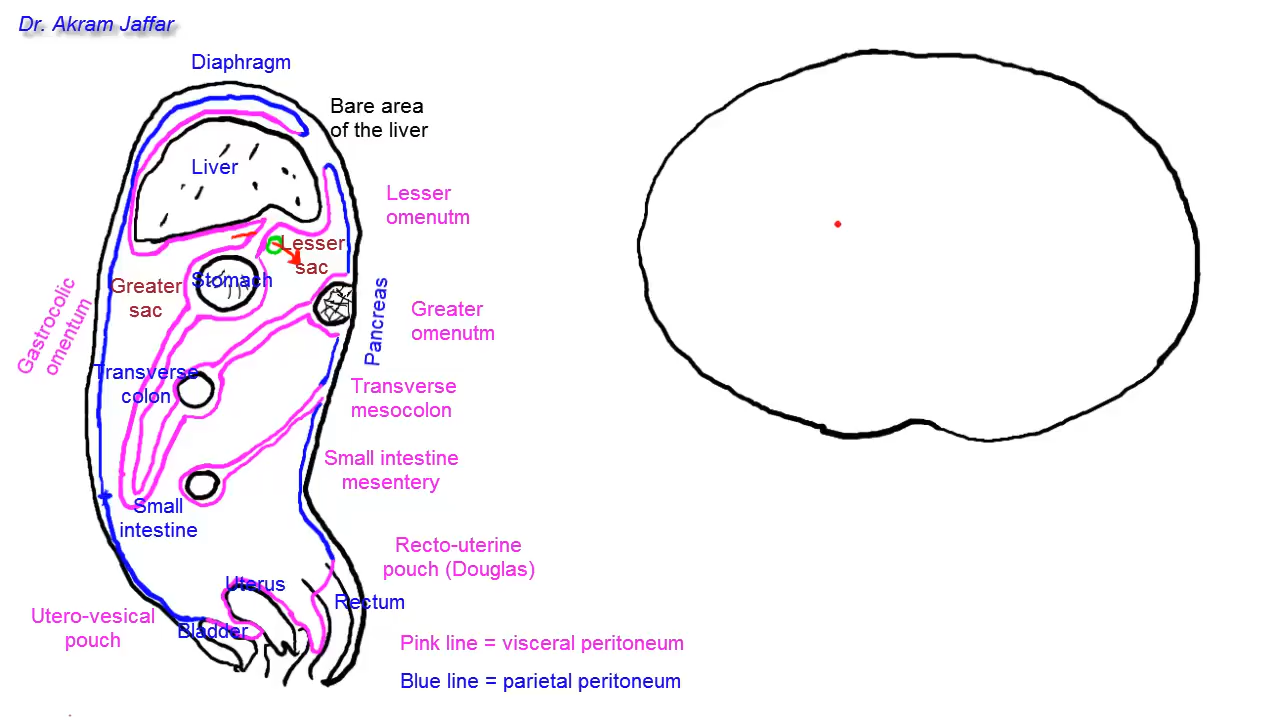 Dr. Akram Jaffar
Diaphragm
Bare area
of the liver
Liver
Lesser
omenutm
Lesser
sac
Stomach
Greater
sac
Gastrocolic
omentum
Pancreas
Greater
omenutm
Transverse
colon
Transverse
mesocolon
Small intestine
mesentery
Small
intestine
Recto-uterine
pouch (Douglas)
Uterus
Rectum
Utero-vesical
pouch
Bladder
Pink line = visceral peritoneum
Blue line = parietal peritoneum